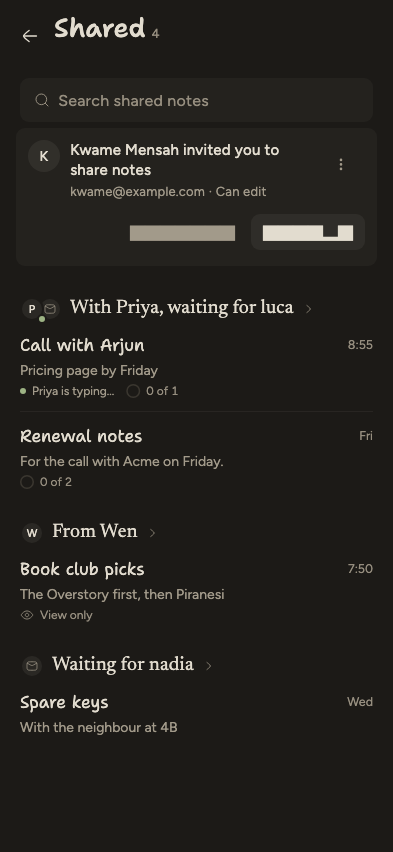 Shared 4
Search shared notes
K
Kwame Mensah invited you to
share notes
kwame@example.com · Can edit
P
With Priya, waiting for luca
Call with Arjun 8:55
Pricing page by Friday
Priya is typing... 0 of 1
Renewal notes Fri
For the call with Acme on Friday.
0 of 2
W
From Wen
Book club picks 7:50
The Overstory first, then Piranesi
View only
Waiting for nadia
Spare keys Wed
With the neighbour at 4B